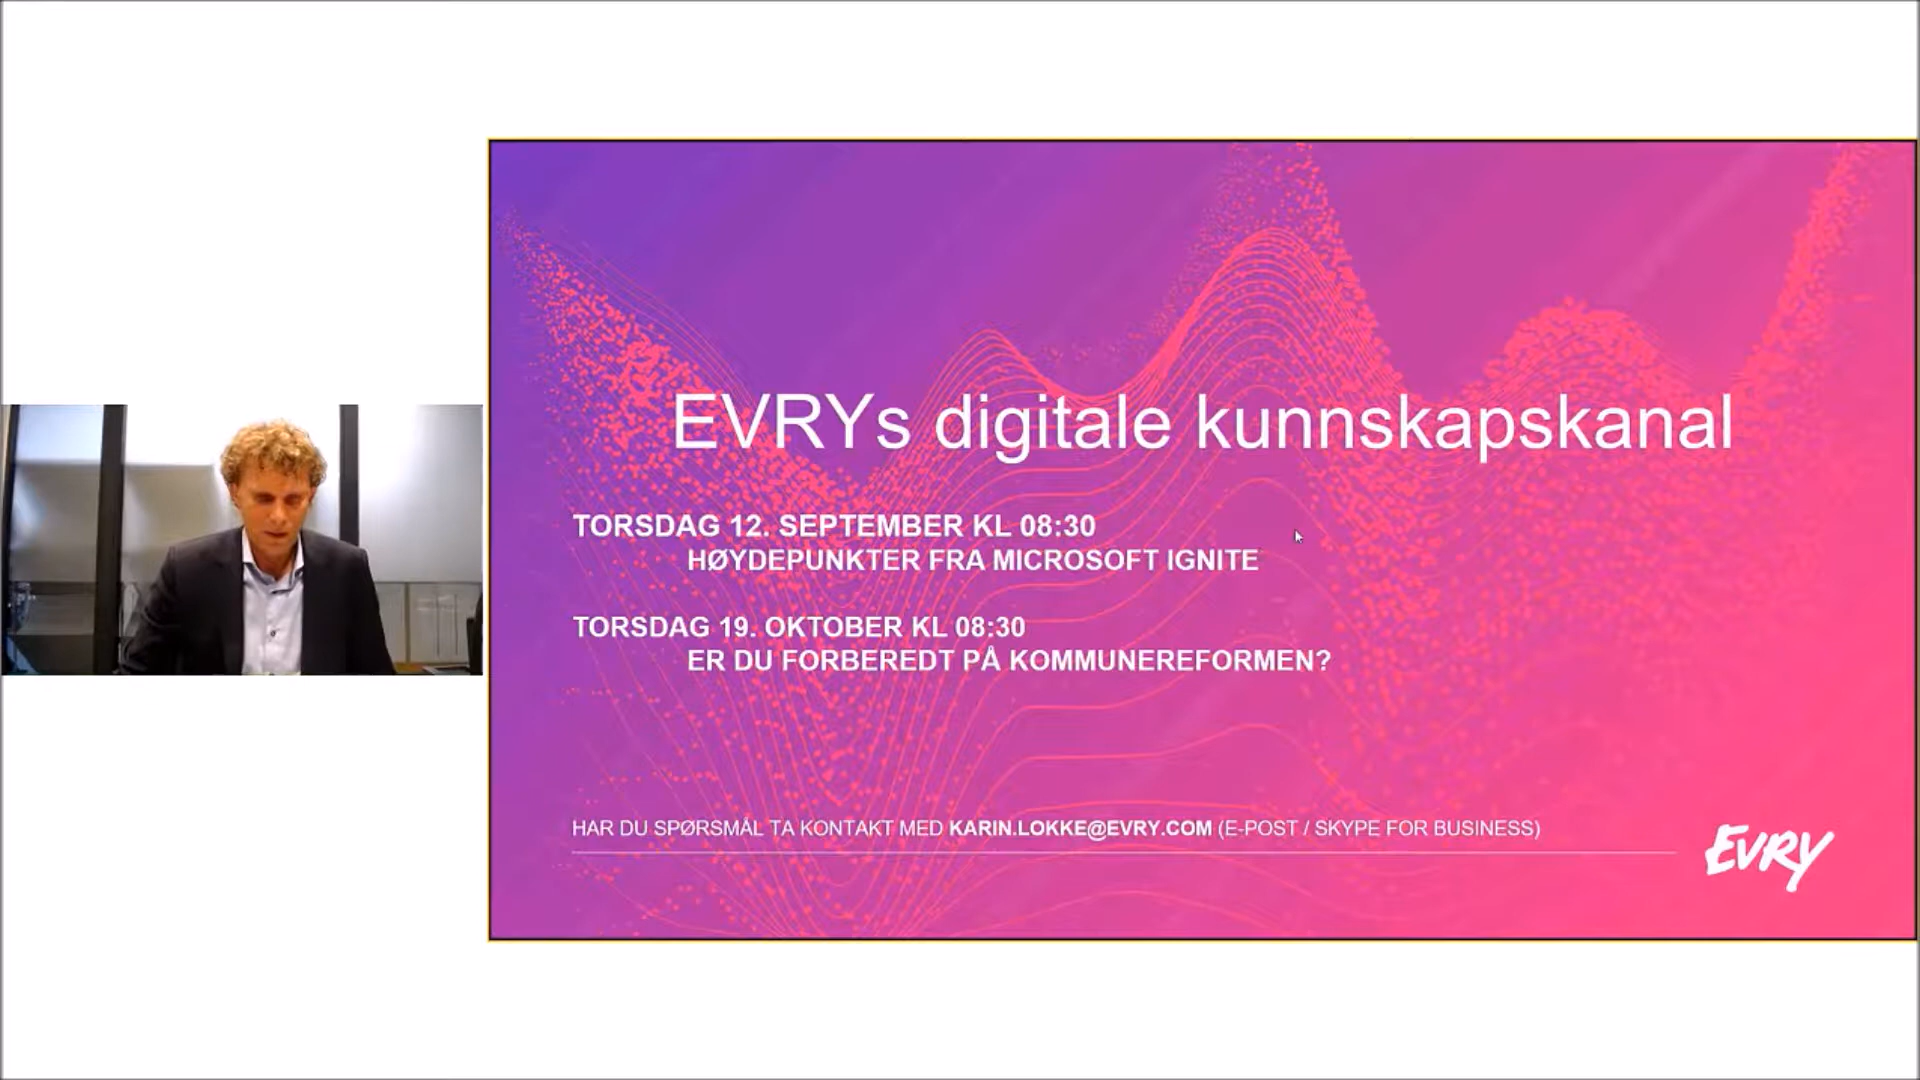 EVRYs digitale kunnskapskanal
TORSDAG 12. SEPTEMBER KL 08:30
HØYDEPUNKTER FRA MICROSOFT IGNITE
TORSDAG 19. OKTOBER KL 08:30
ER DU FORBEREDT PÅ KOMMUNEREFORMEN?
HAR DU SPØRSMÅL TA KONTAKT MED KARIN.LOKKE@EVRY.COM (E-POST / SKYPE FOR BUSINESS)
EVRY